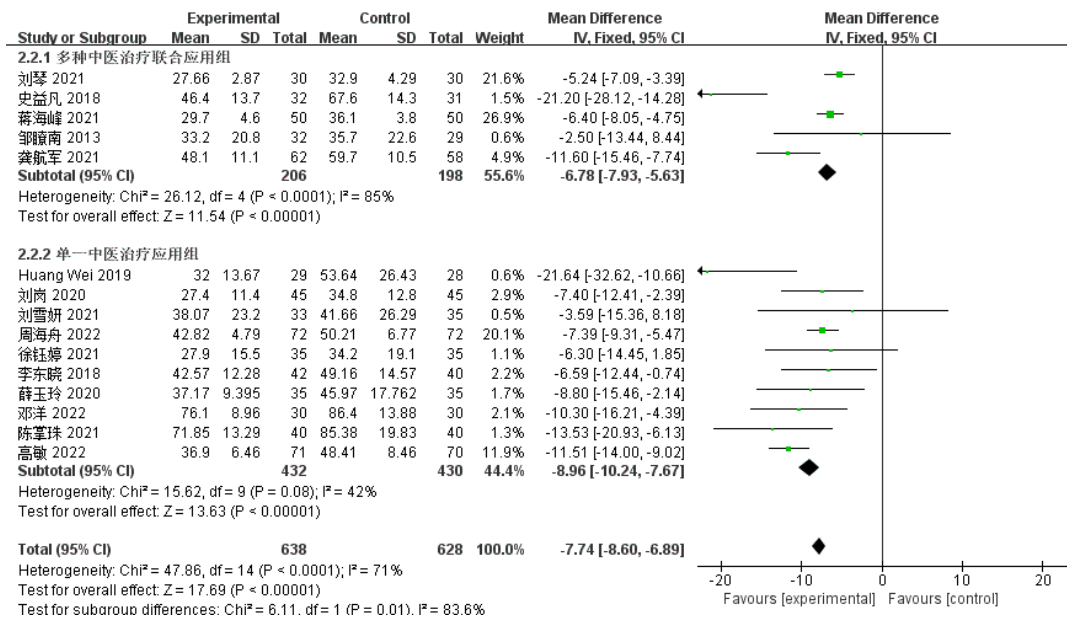 Experimental Control Mean Difference Mean Difference
Study or Subgroup Mean SD Total Mean SD Total Weight IV, Fixed, 95% CI IV, Fixed, 95% CI
2.2.1 多种中医治疗联合应用组
刘琴 2021 27.66 2.87 30 32.9 4.29 30 21.6% -5.24 [-7.09, -3.39]
史益凡 2018 46.4 13.7 32 67.6 14.3 31 1.5% -21.20 [-28.12, -14.28]
蒋海峰 2021 29.7 4.6 50 36.1 3.8 50 26.9% -6.40 [-8.05, -4.75]
邹瞭南 2013 33.2 20.8 32 35.7 22.6 29 0.6% -2.50 [-13.44, 8.44]
龚航军 2021 48.1 11.1 62 59.7 10.5 58 4.9% -11.60 [-15.46, -7.74]
Subtotal (95% CI) 206 198 55.6% -6.78 [-7.93, -5.63]
Heterogeneity: Chi² = 26.12, df = 4 (P < 0.0001); I² = 85%
Test for overall effect: Z = 11.54 (P < 0.00001)
2.2.2 单一中医治疗应用组
Huang Wei 2019 32 13.67 29 53.64 26.43 28 0.6% -21.64 [-32.62, -10.66]
刘岗 2020 27.4 11.4 45 34.8 12.8 45 2.9% -7.40 [-12.41, -2.39]
刘雪妍 2021 38.07 23.2 33 41.66 26.29 35 0.5% -3.59 [-15.36, 8.18]
周海舟 2022 42.82 4.79 72 50.21 6.77 72 20.1% -7.39 [-9.31, -5.47]
徐钰婷 2021 27.9 15.5 35 34.2 19.1 35 1.1% -6.30 [-14.45, 1.85]
李东晓 2018 42.57 12.28 42 49.16 14.57 40 2.2% -6.59 [-12.44, -0.74]
薛玉玲 2020 37.17 9.395 35 45.97 17.762 35 1.7% -8.80 [-15.46, -2.14]
邓洋 2022 76.1 8.96 30 86.4 13.88 30 2.1% -10.30 [-16.21, -4.39]
陈掌珠 2021 71.85 13.29 40 85.38 19.83 40 1.3% -13.53 [-20.93, -6.13]
高敏 2022 36.9 6.46 71 48.41 8.46 70 11.9% -11.51 [-14.00, -9.02]
Subtotal (95% CI) 432 430 44.4% -8.96 [-10.24, -7.67]
Heterogeneity: Chi² = 15.62, df = 9 (P = 0.08); I² = 42%
Test for overall effect: Z = 13.63 (P < 0.00001)
Total (95% CI) 638 628 100.0% -7.74 [-8.60, -6.89]
Heterogeneity: Chi² = 47.86, df = 14 (P < 0.0001); I² = 71%
Test for overall effect: Z = 17.69 (P < 0.00001)
Test for subgroup differences: Chi² = 6.11, df = 1 (P = 0.01), I² = 83.6%
-20 -10 0 10 20
Favours [experimental] Favours [control]